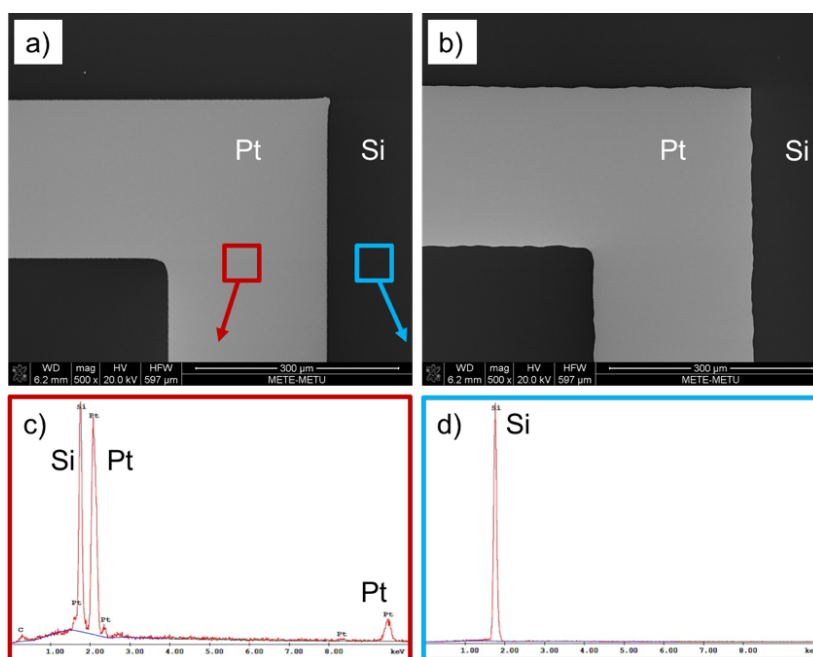 a)
Pt
Si
WD mag HV HFW 300 µm
6.2 mm 500 x 20.0 kV 597 µm METE-METU
b)
Pt
Si
WD mag HV HFW 300 µm
6.2 mm 500 x 20.0 kV 597 µm METE-METU
c)
Si
Pt
Si
Pt
Pt
Pt
Pt
Pt
Pt
C
1.00 2.00 3.00 4.00 5.00 6.00 7.00 8.00 keV
d)
Si
Si
1.00 2.00 3.00 4.00 5.00 6.00 7.00 8.00 keV